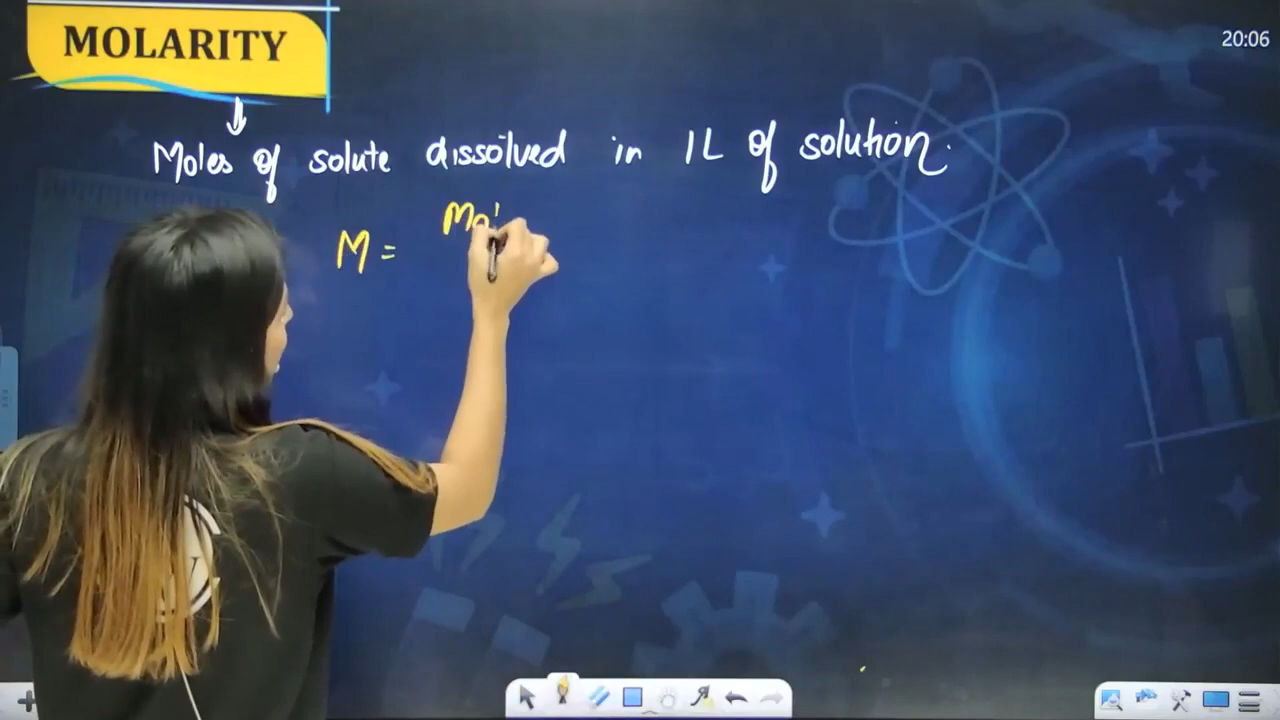 MOLARITY
20:06
Moles of solute dissolved in 1L of solution.
M =